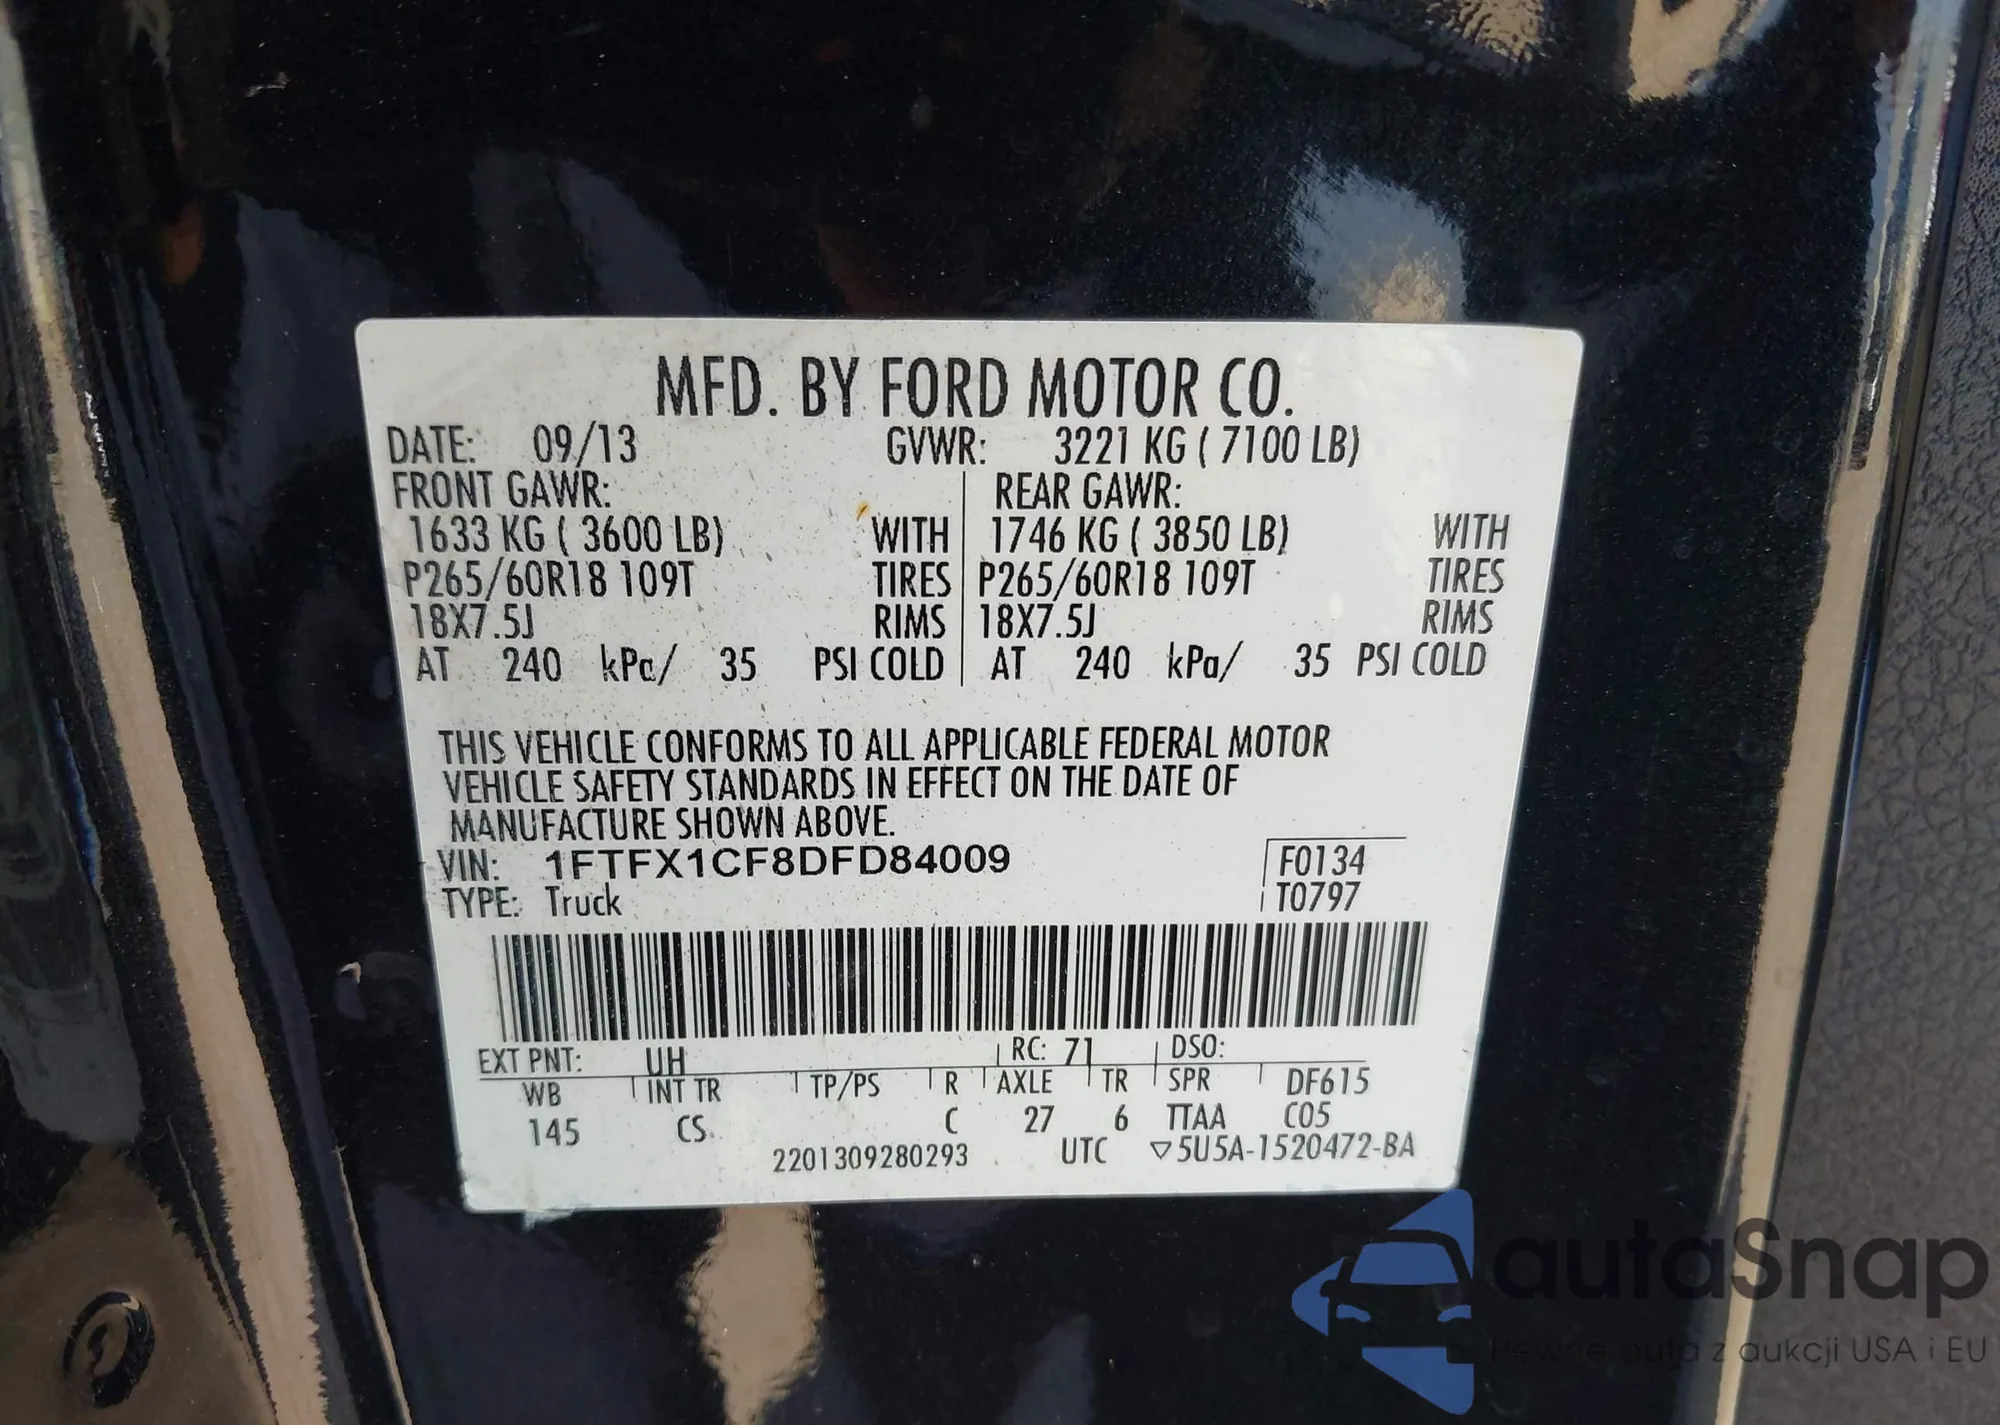 MFD. BY FORD MOTOR CO.
DATE: 09/13 GVWR: 3221 KG ( 7100 LB)
FRONT GAWR: REAR GAWR:
1633 KG ( 3600 LB) WITH 1746 KG ( 3850 LB) WITH
P265/60R18 109T TIRES P265/60R18 109T TIRES
18X7.5J RIMS 18X7.5J RIMS
AT 240 kPa/ 35 PSI COLD AT 240 kPa/ 35 PSI COLD
THIS VEHICLE CONFORMS TO ALL APPLICABLE FEDERAL MOTOR
VEHICLE SAFETY STANDARDS IN EFFECT ON THE DATE OF
MANUFACTURE SHOWN ABOVE.
VIN: 1FTFX1CF8DFD84009 F0134
TYPE: Truck T0797
EXT PNT: UH RC: 71 DSO:
WB INT TR TP/PS R AXLE TR SPR DF615
145 CS C 27 6 TTAA C05
2201309280293 UTC ▽5U5A-1520472-BA
autaSnap
Pewne auta z aukcji USA i EU